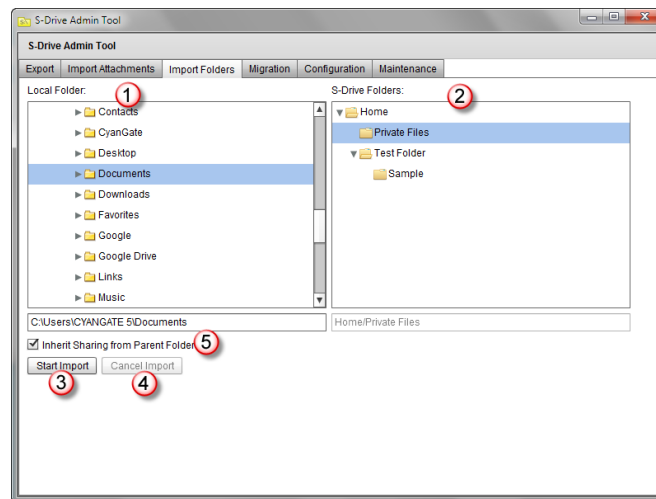 S-Drive Admin Tool
S-Drive Admin Tool
Export Import Attachments Import Folders Migration Configuration Maintenance
Local Folder: 1 S-Drive Folders: 2
Contacts
Home
CyanGate
Private Files
Desktop
Test Folder
Documents
Sample
Downloads
Favorites
Google
Google Drive
Links
Music
C:\Users\CYANGATE 5\Documents
Home/Private Files
Inherit Sharing from Parent Folder 5
Start Import Cancel Import
3 4